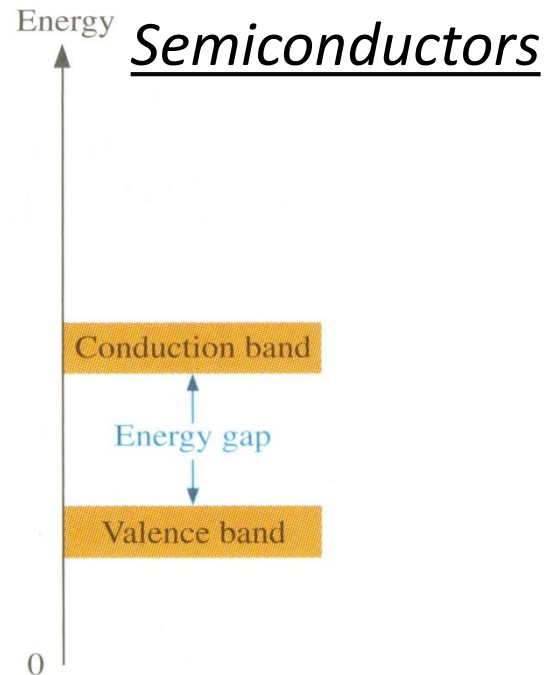 Energy
Semiconductors
Conduction band
Energy gap
Valence band
0